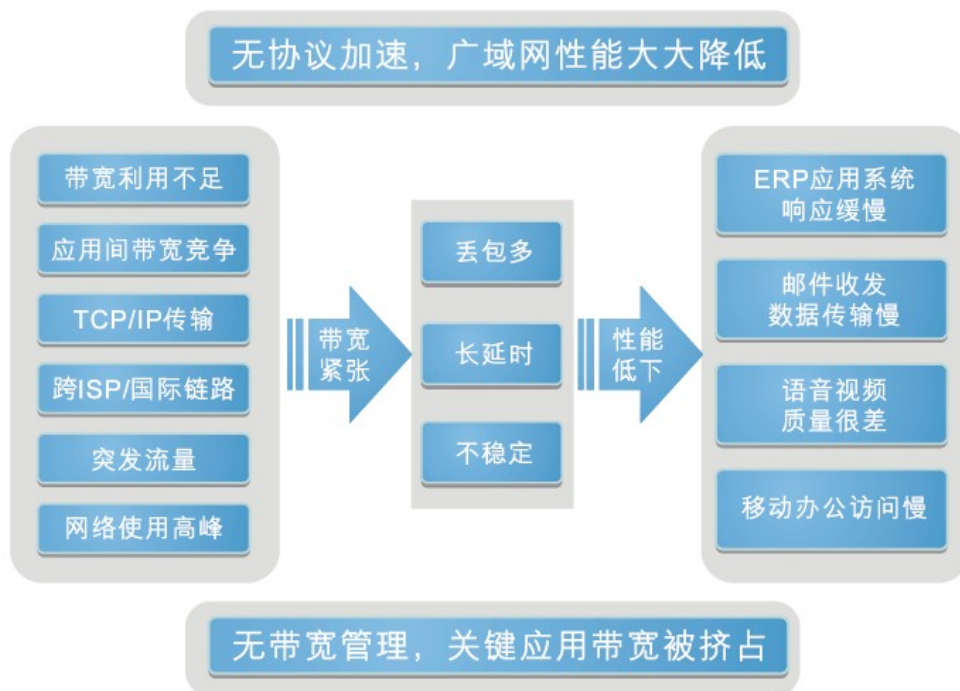 无协议加速，广域网性能大大降低
带宽利用不足
应用间带宽竞争
TCP/IP传输
跨ISP/国际链路
突发流量
网络使用高峰
带宽
紧张
丢包多
长延时
不稳定
性能
低下
ERP应用系统
响应缓慢
邮件收发
数据传输慢
语音视频
质量很差
移动办公访问慢
无带宽管理，关键应用带宽被挤占